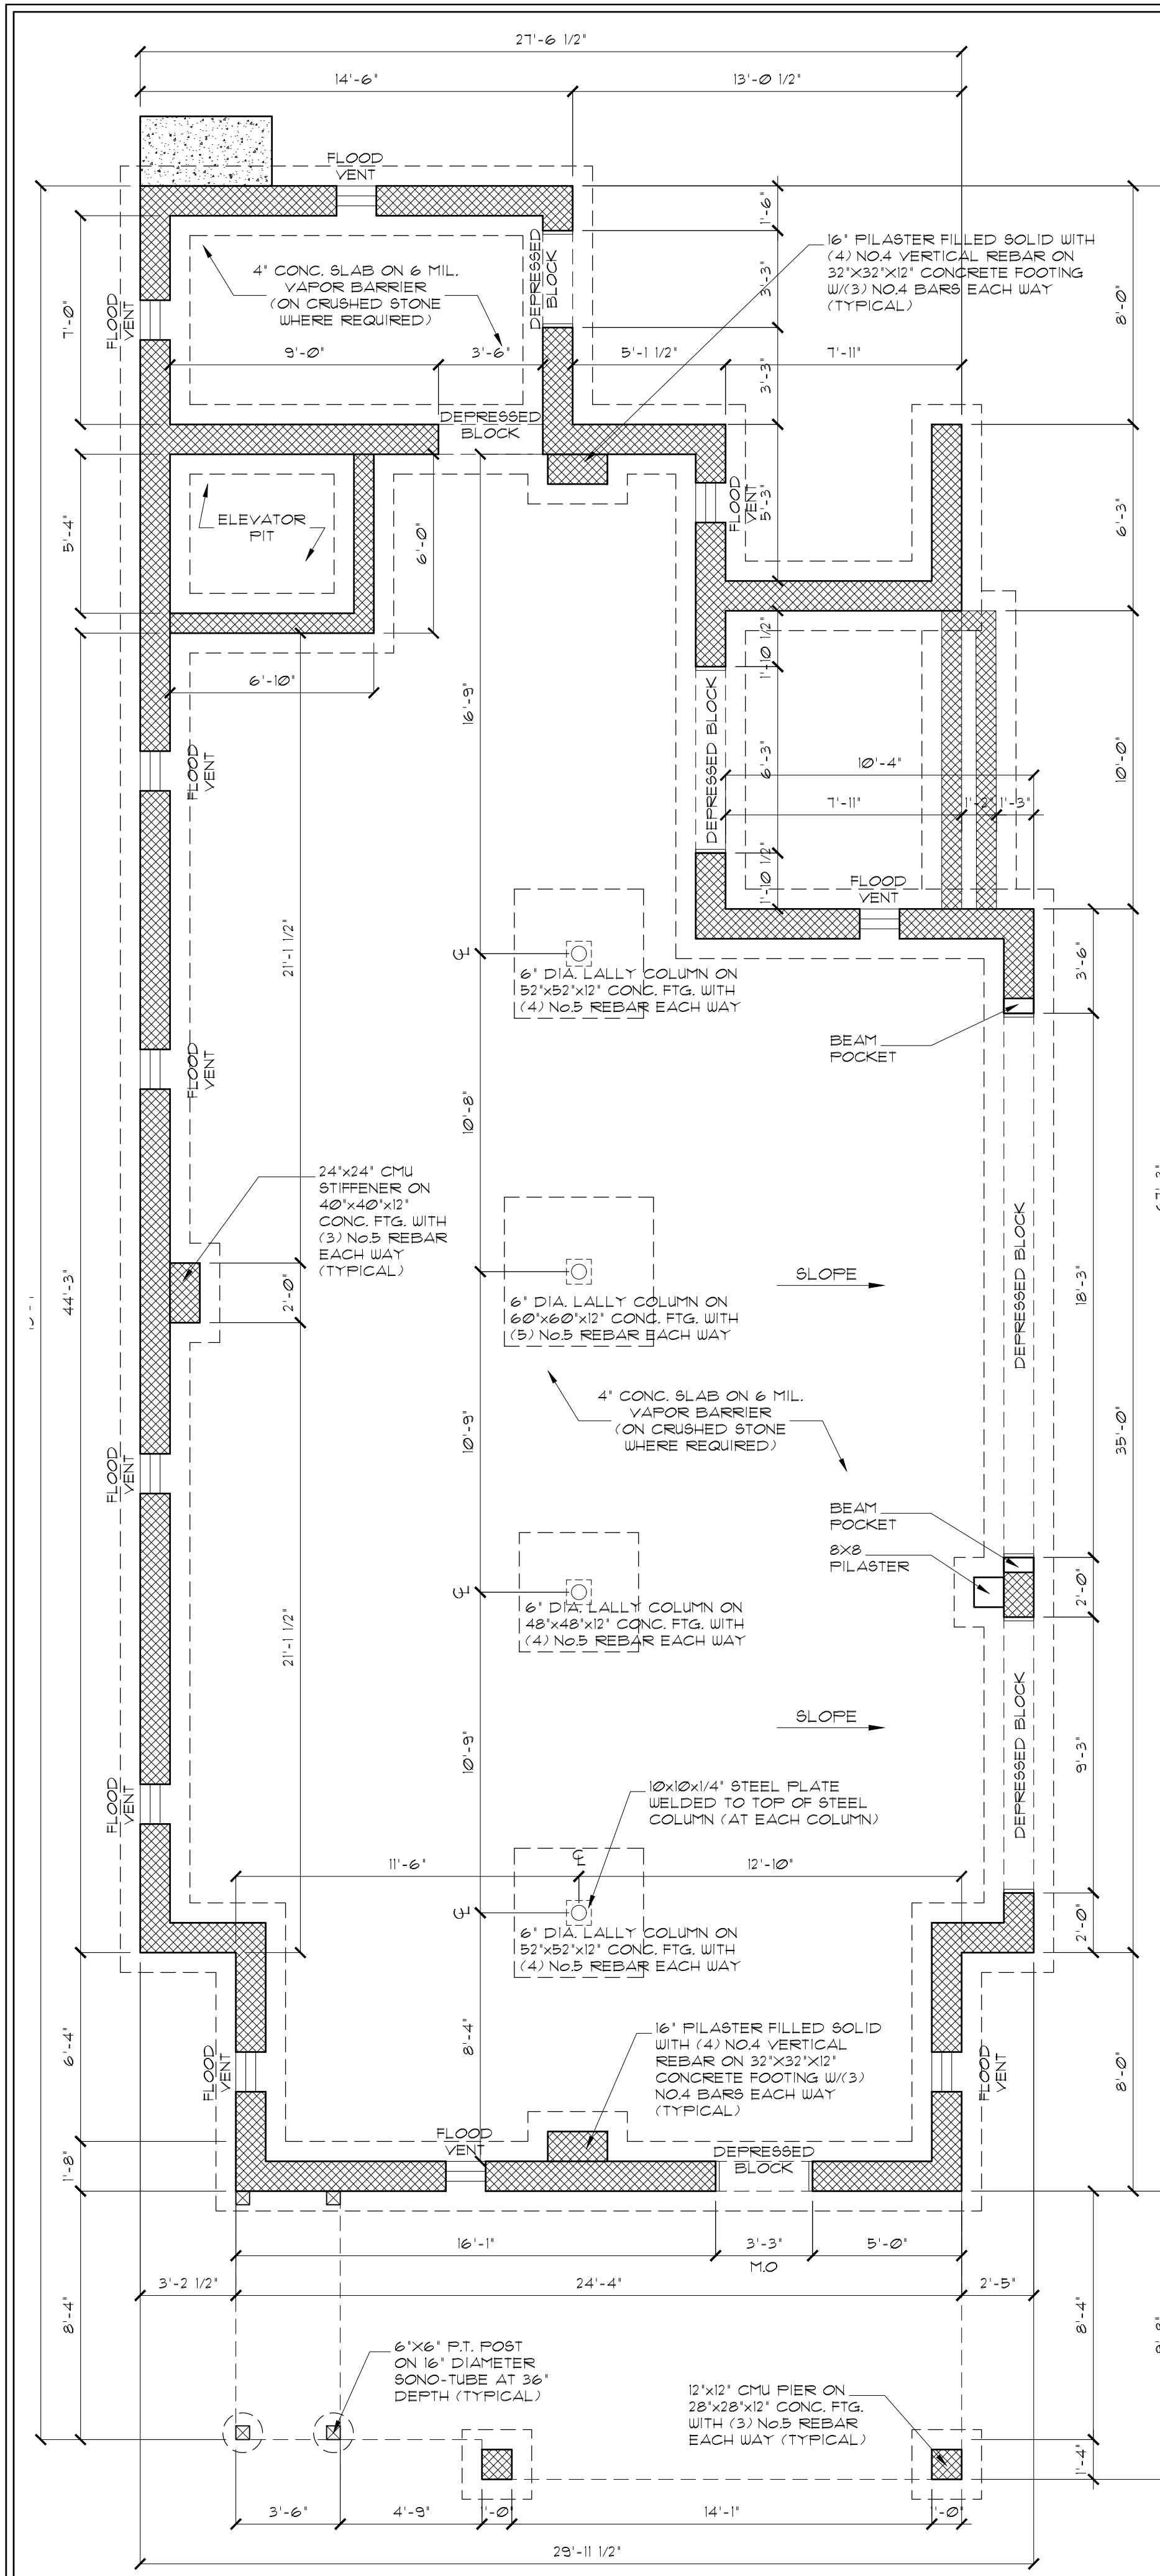 27'-6 1/2"
14'-6"
13'-0 1/2"
FLOOD
VENT
1'-6"
DEPRESSED
BLOCK
16" PILASTER FILLED SOLID WITH
(4) NO.4 VERTICAL REBAR ON
32"X32"X12" CONCRETE FOOTING
W/(3) NO.4 BARS EACH WAY
(TYPICAL)
4" CONC. SLAB ON 6 MIL.
VAPOR BARRIER
(ON CRUSHED STONE
WHERE REQUIRED)
3'-3"
8'-0"
7'-0"
FLOOD
VENT
9'-0"
3'-6"
5'-1 1/2"
7'-11"
3'-3"
DEPRESSED
BLOCK
FLOOD
VENT
5'-3"
6'-3"
5'-4"
ELEVATOR
PIT
6'-0"
1'-10 1/2"
6'-10"
16'-9"
DEPRESSED BLOCK
6'-3"
10'-0"
FLOOD
VENT
10'-4"
7'-11"
1'-2"
1'-3"
1'-10 1/2"
FLOOD
VENT
21'-1 1/2"
3'-6"
℄
6" DIA. LALLY COLUMN ON
52"x52"x12" CONC. FTG. WITH
(4) No.5 REBAR EACH WAY
BEAM
POCKET
FLOOD
VENT
10'-8"
24"x24" CMU
STIFFENER ON
40"x40"x12"
CONC. FTG. WITH
(3) No.5 REBAR
EACH WAY
(TYPICAL)
67'-3"
DEPRESSED BLOCK
SLOPE
18'-3"
44'-3"
2'-0"
6" DIA. LALLY COLUMN ON
60"x60"x12" CONC. FTG. WITH
(5) No.5 REBAR EACH WAY
4" CONC. SLAB ON 6 MIL.
VAPOR BARRIER
(ON CRUSHED STONE
WHERE REQUIRED)
10'-9"
35'-0"
FLOOD
VENT
BEAM
POCKET
8X8
PILASTER
℄
2'-0"
6" DIA. LALLY COLUMN ON
48"x48"x12" CONC. FTG. WITH
(4) No.5 REBAR EACH WAY
21'-1 1/2"
SLOPE
DEPRESSED BLOCK
9'-3"
10'-9"
FLOOD
VENT
10x10x1/4" STEEL PLATE
WELDED TO TOP OF STEEL
COLUMN (AT EACH COLUMN)
11'-6"
℄
12'-10"
℄
2'-0"
6" DIA. LALLY COLUMN ON
52"x52"x12" CONC. FTG. WITH
(4) No.5 REBAR EACH WAY
6'-4"
8'-4"
16" PILASTER FILLED SOLID
WITH (4) NO.4 VERTICAL
REBAR ON 32"X32"X12"
CONCRETE FOOTING W/(3)
NO.4 BARS EACH WAY
(TYPICAL)
FLOOD
VENT
FLOOD
VENT
8'-0"
FLOOD
VENT
DEPRESSED
BLOCK
1'-8"
16'-1"
3'-3"
M.O
5'-0"
3'-2 1/2"
24'-4"
2'-5"
8'-4"
8'-4"
6"X6" P.T. POST
ON 16" DIAMETER
SONO-TUBE AT 36"
DEPTH (TYPICAL)
12"x12" CMU PIER ON
28"x28"x12" CONC. FTG.
WITH (3) No.5 REBAR
EACH WAY (TYPICAL)
1'-4"
3'-6"
4'-9"
1'-0"
14'-1"
1'-0"
29'-11 1/2"